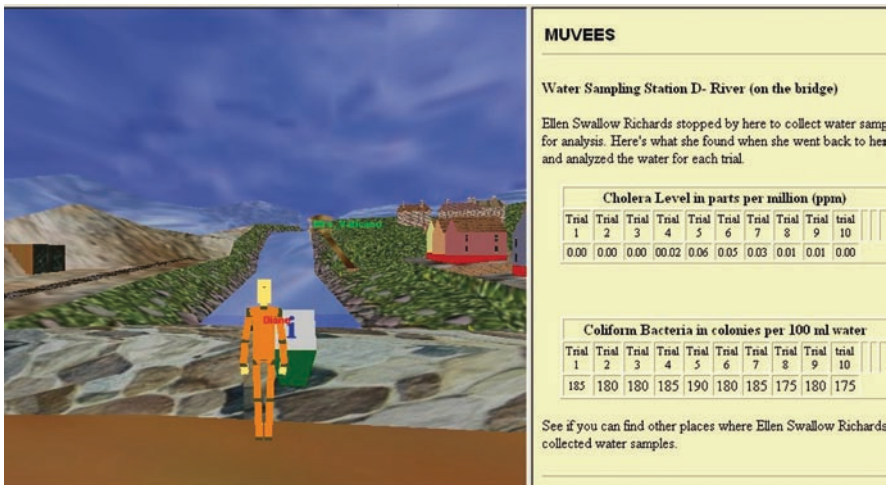 MUVEES
Water Sampling Station D- River (on the bridge)
Ellen Swallow Richards stopped by here to collect water samp
for analysis. Here's what she found when she went back to her
and analyzed the water for each trial.
Cholera Level in parts per million (ppm)
Trial 1 Trial 2 Trial 3 Trial 4 Trial 5 Trial 6 Trial 7 Trial 8 Trial 9 trial 10
0.00 0.00 0.00 00.02 0.06 0.05 0.03 0.01 0.01 0.00
Coliform Bacteria in colonies per 100 ml water
Trial 1 Trial 2 Trial 3 Trial 4 Trial 5 Trial 6 Trial 7 Trial 8 Trial 9 trial 10
185 180 180 185 190 180 185 175 180 175
See if you can find other places where Ellen Swallow Richards
collected water samples.
Diane
i